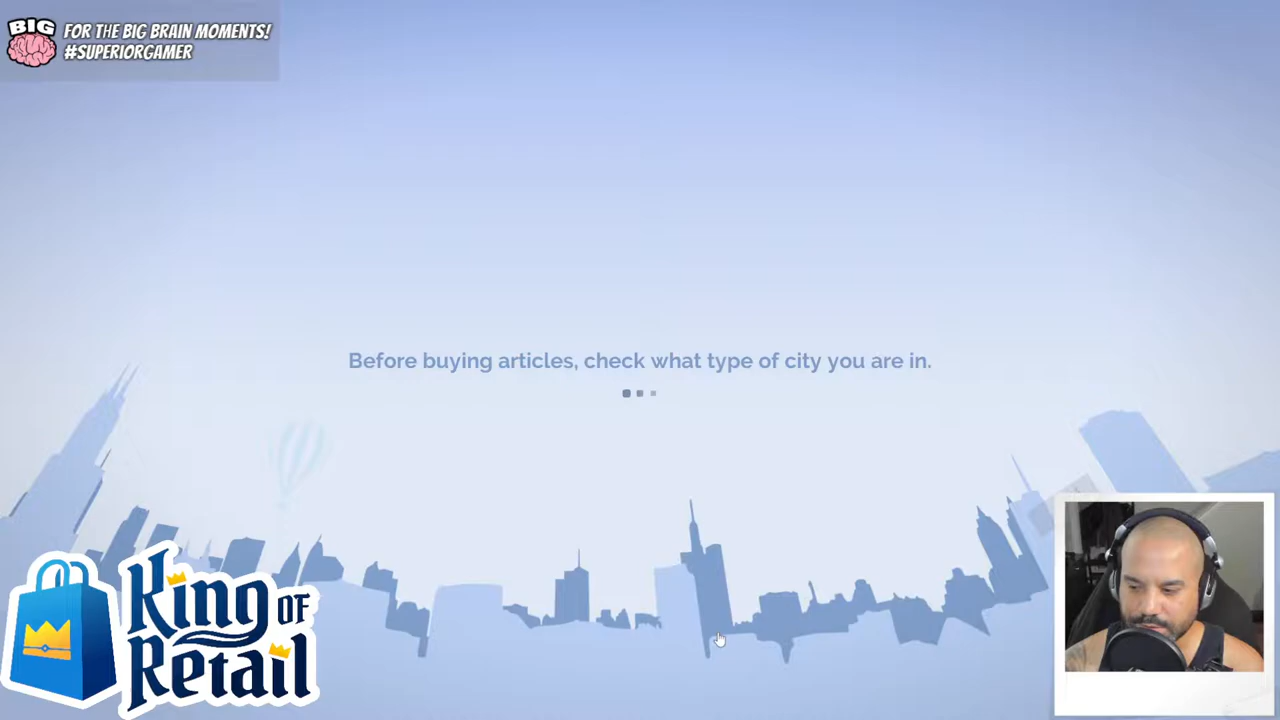 BIG
FOR THE BIG BRAIN MOMENTS!
#SUPERIORGAMER
Before buying articles, check what type of city you are in.
King OF
Retail